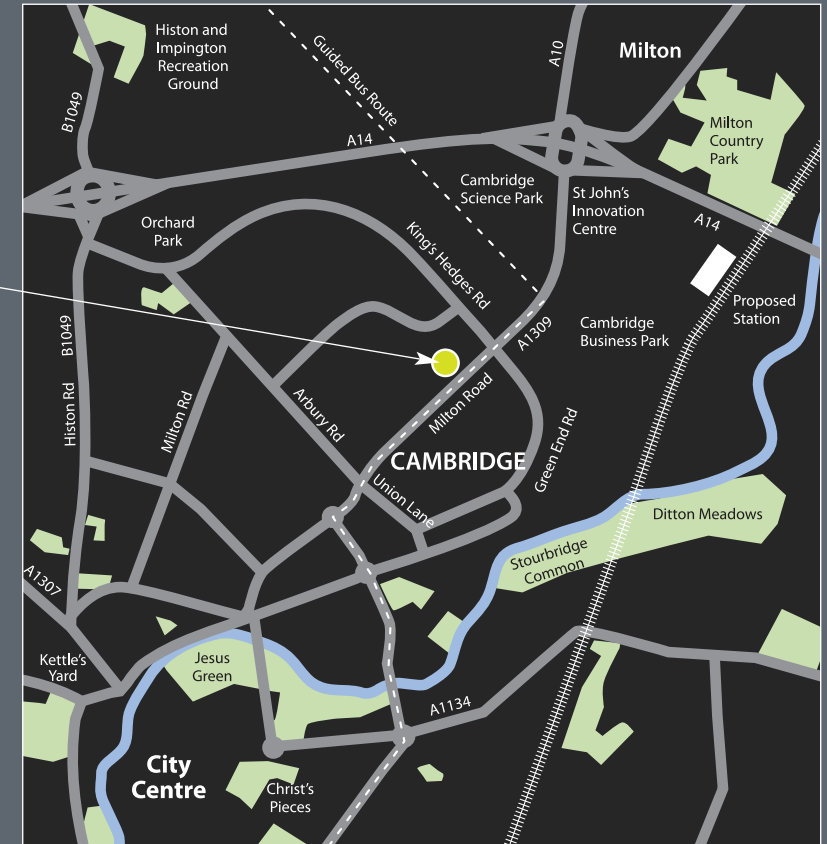 Histon and
Impington
Recreation
Ground
B1049
Guided Bus Route
A10
Milton
Milton
Country
Park
A14
Cambridge
Science Park
St John's
Innovation
Centre
A14
Orchard
Park
King's Hedges Rd
Proposed
Station
B1049
A1309
Cambridge
Business Park
Histon Rd
Milton Rd
Arbury Rd
Milton Road
Green End Rd
CAMBRIDGE
Union Lane
Ditton Meadows
Stourbridge
Common
A1307
Kettle's
Yard
Jesus
Green
A1134
City
Centre
Christ's
Pieces